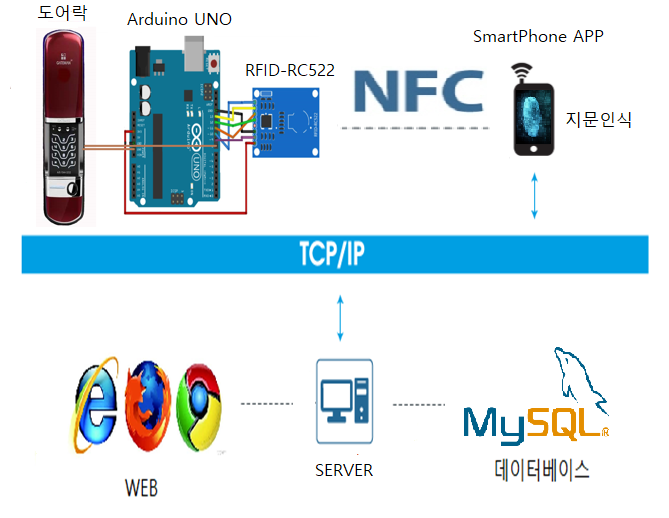 도어락
Arduino UNO
SmartPhone APP
RFID-RC522
NFC
지문인식
UNO
TCP/IP
MySQL
SERVER
데이터베이스
WEB